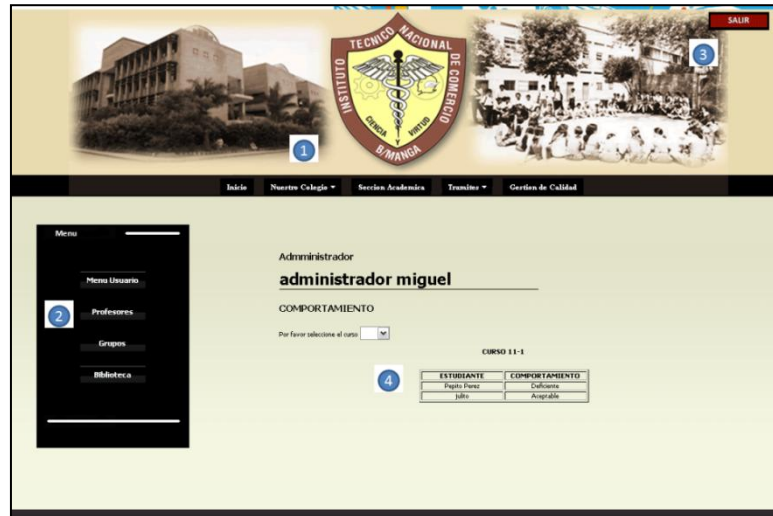 SALIR
3
INSTITUTO TECNICO NACIONAL DE COMERCIO
CIENCIA Y VIRTUD
B/MANGA
1
Inicio Nuestro Colegio Seccion Academica Tramites Gestion de Calidad
Menu
Menu Usuario
2 Profesores
Grupos
Biblioteca
Admministrador
administrador miguel
COMPORTAMIENTO
Por favor seleccione el curso
CURSO 11-1
4
ESTUDIANTE COMPORTAMIENTO
Pepito Perez Deficiente
Julito Aceptable